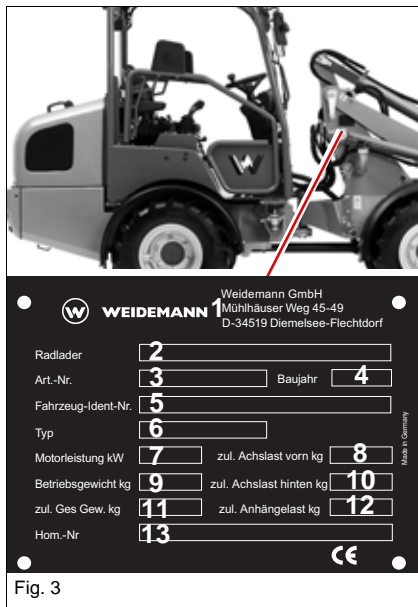 WEIDEMANN 1
Weidemann GmbH
Mühlhäuser Weg 45-49
D-34519 Diemelsee-Flechtdorf
Radlader 2
Art.-Nr. 3 Baujahr 4
Fahrzeug-Ident-Nr. 5
Typ 6
Motorleistung kW 7 zul. Achslast vorn kg 8
Betriebsgewicht kg 9 zul. Achslast hinten kg 10
zul. Ges Gew. kg 11 zul. Anhängelast kg 12
Hom.-Nr 13
Made in Germany
CE
Fig. 3